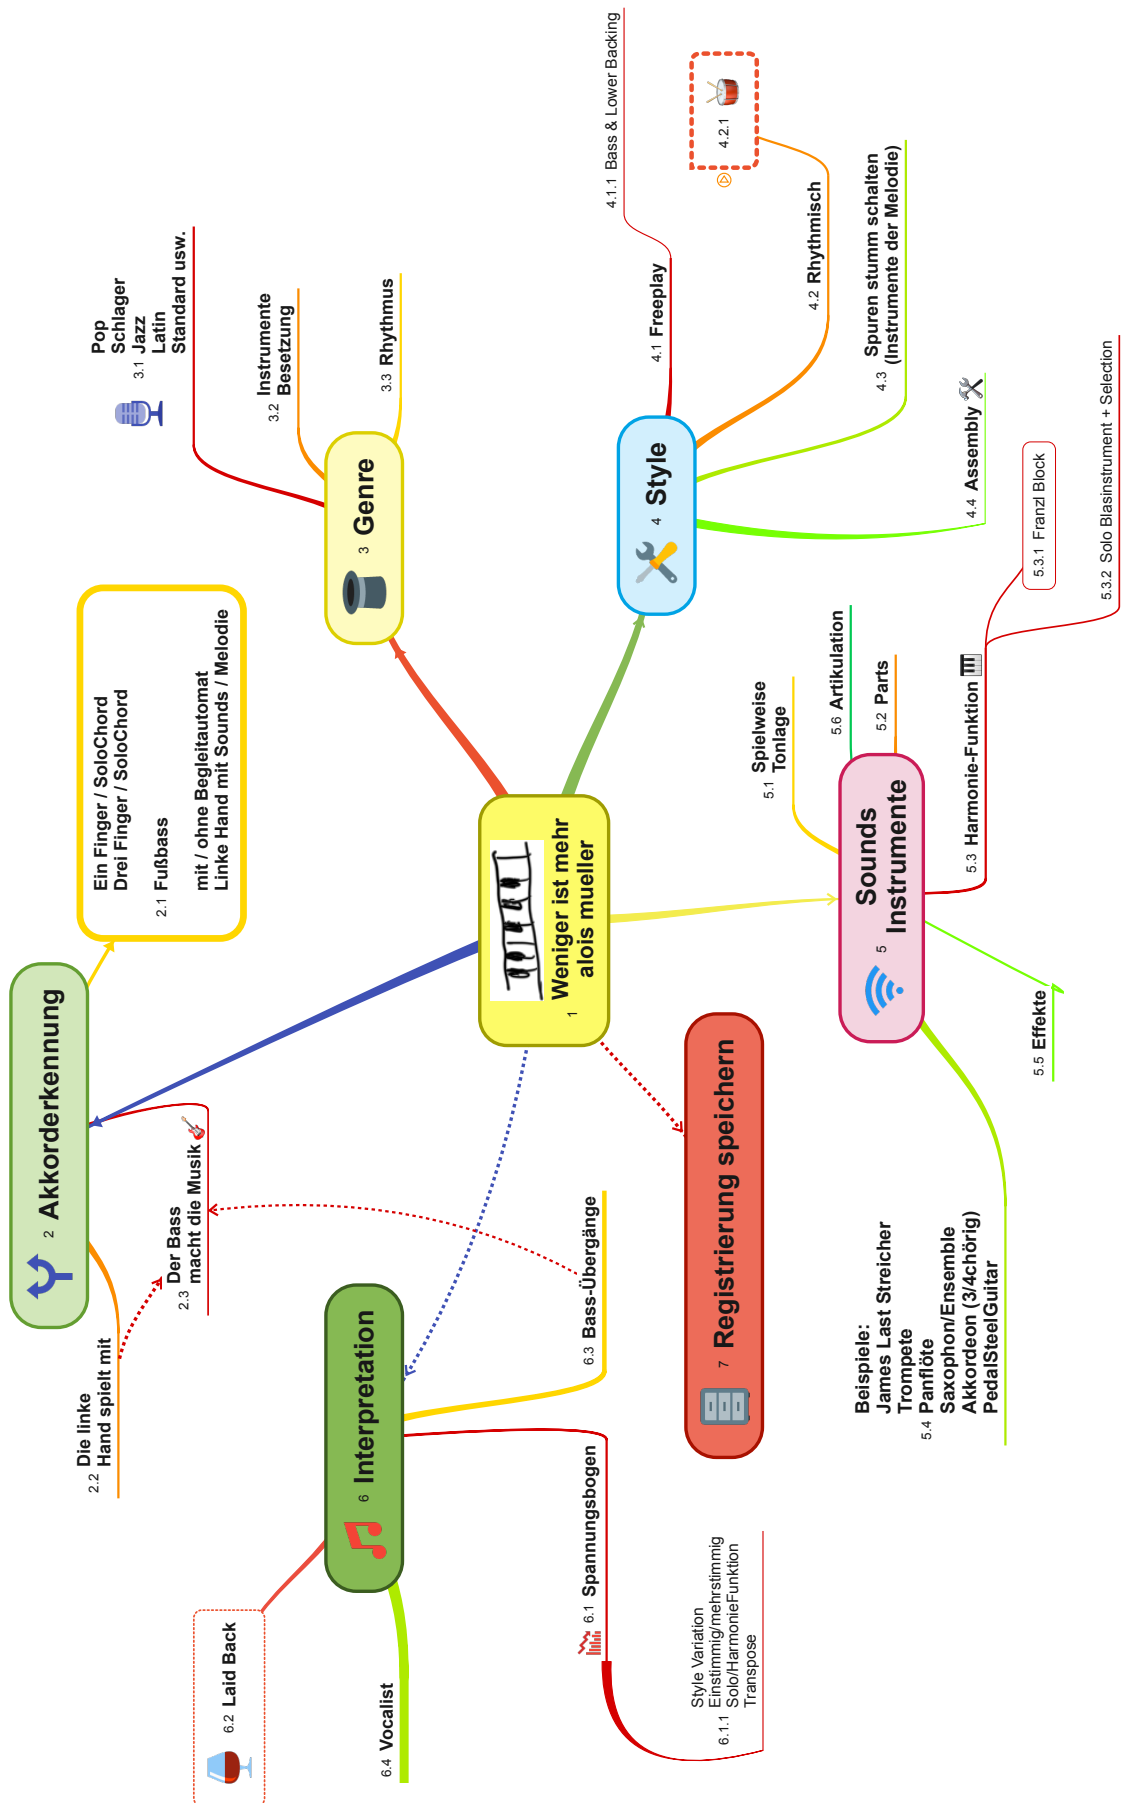 1
Weniger ist mehr
alois mueller
2 Akkorderkennung
2.1
Ein Finger / SoloChord
Drei Finger / SoloChord
Fußbass
mit / ohne Begleitautomat
Linke Hand mit Sounds / Melodie
2.2
Die linke
Hand spielt mit
2.3
Der Bass
macht die Musik
3 Genre
3.1
Pop
Schlager
Jazz
Latin
Standard usw.
3.2
Instrumente
Besetzung
3.3 Rhythmus
4 Style
4.1 Freeplay
4.1.1 Bass & Lower Backing
4.2 Rhythmisch
4.2.1
4.3
Spuren stumm schalten
(Instrumente der Melodie)
4.4 Assembly
5
Sounds
Instrumente
5.1
Spielweise
Tonlage
5.6 Artikulation
5.2 Parts
5.3 Harmonie-Funktion
5.3.1 Franzl Block
5.3.2 Solo Blasinstrument + Selection
5.4
Beispiele:
James Last Streicher
Trompete
Panflöte
Saxophon/Ensemble
Akkordeon (3/4chörig)
PedalSteelGuitar
5.5 Effekte
6 Interpretation
6.1 Spannungsbogen
6.1.1
Style Variation
Einstimmig/mehrstimmig
Solo/HarmonieFunktion
Transpose
6.2 Laid Back
6.3 Bass-Übergänge
6.4 Vocalist
7 Registrierung speichern